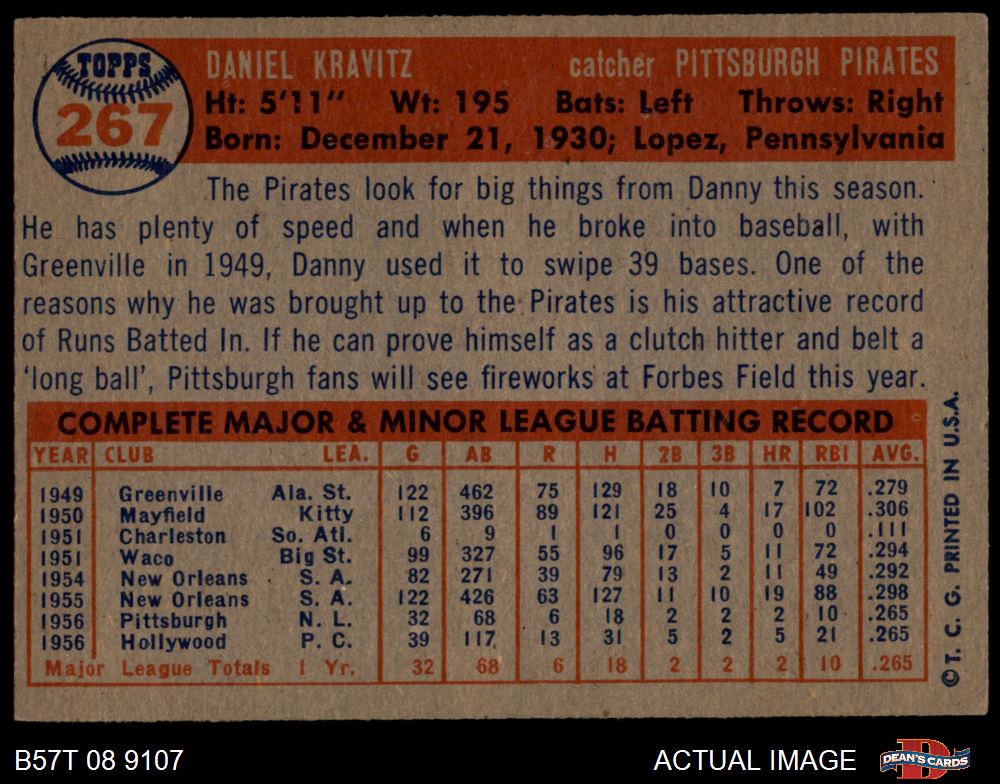 TOPPS
267
DANIEL KRAVITZ catcher PITTSBURGH PIRATES
Ht: 5'11" Wt: 195 Bats: Left Throws: Right
Born: December 21, 1930; Lopez, Pennsylvania
The Pirates look for big things from Danny this season.
He has plenty of speed and when he broke into baseball, with
Greenville in 1949, Danny used it to swipe 39 bases. One of the
reasons why he was brought up to the Pirates is his attractive record
of Runs Batted In. If he can prove himself as a clutch hitter and belt a
'long ball', Pittsburgh fans will see fireworks at Forbes Field this year.
COMPLETE MAJOR & MINOR LEAGUE BATTING RECORD
YEAR CLUB LEA. G AB R H 2B 3B HR RBI AVG.
1949 Greenville Ala. St. 122 462 75 129 18 10 7 72 .279
1950 Mayfield Kitty 112 396 89 121 25 4 17 102 .306
1951 Charleston So. Atl. 6 9 1 1 0 0 0 0 .111
1951 Waco Big St. 99 327 55 96 17 5 11 72 .294
1954 New Orleans S. A. 82 271 39 79 13 2 11 49 .292
1955 New Orleans S. A. 122 426 63 127 11 10 19 88 .298
1956 Pittsburgh N. L. 32 68 6 18 2 2 2 10 .265
1956 Hollywood P. C. 39 117 13 31 5 2 5 21 .265
Major League Totals 1 Yr. 32 68 6 18 2 2 2 10 .265
©T. C. G. PRINTED IN U.S.A.
B57T 08 9107 ACTUAL IMAGE
D
DEAN'S CARDS